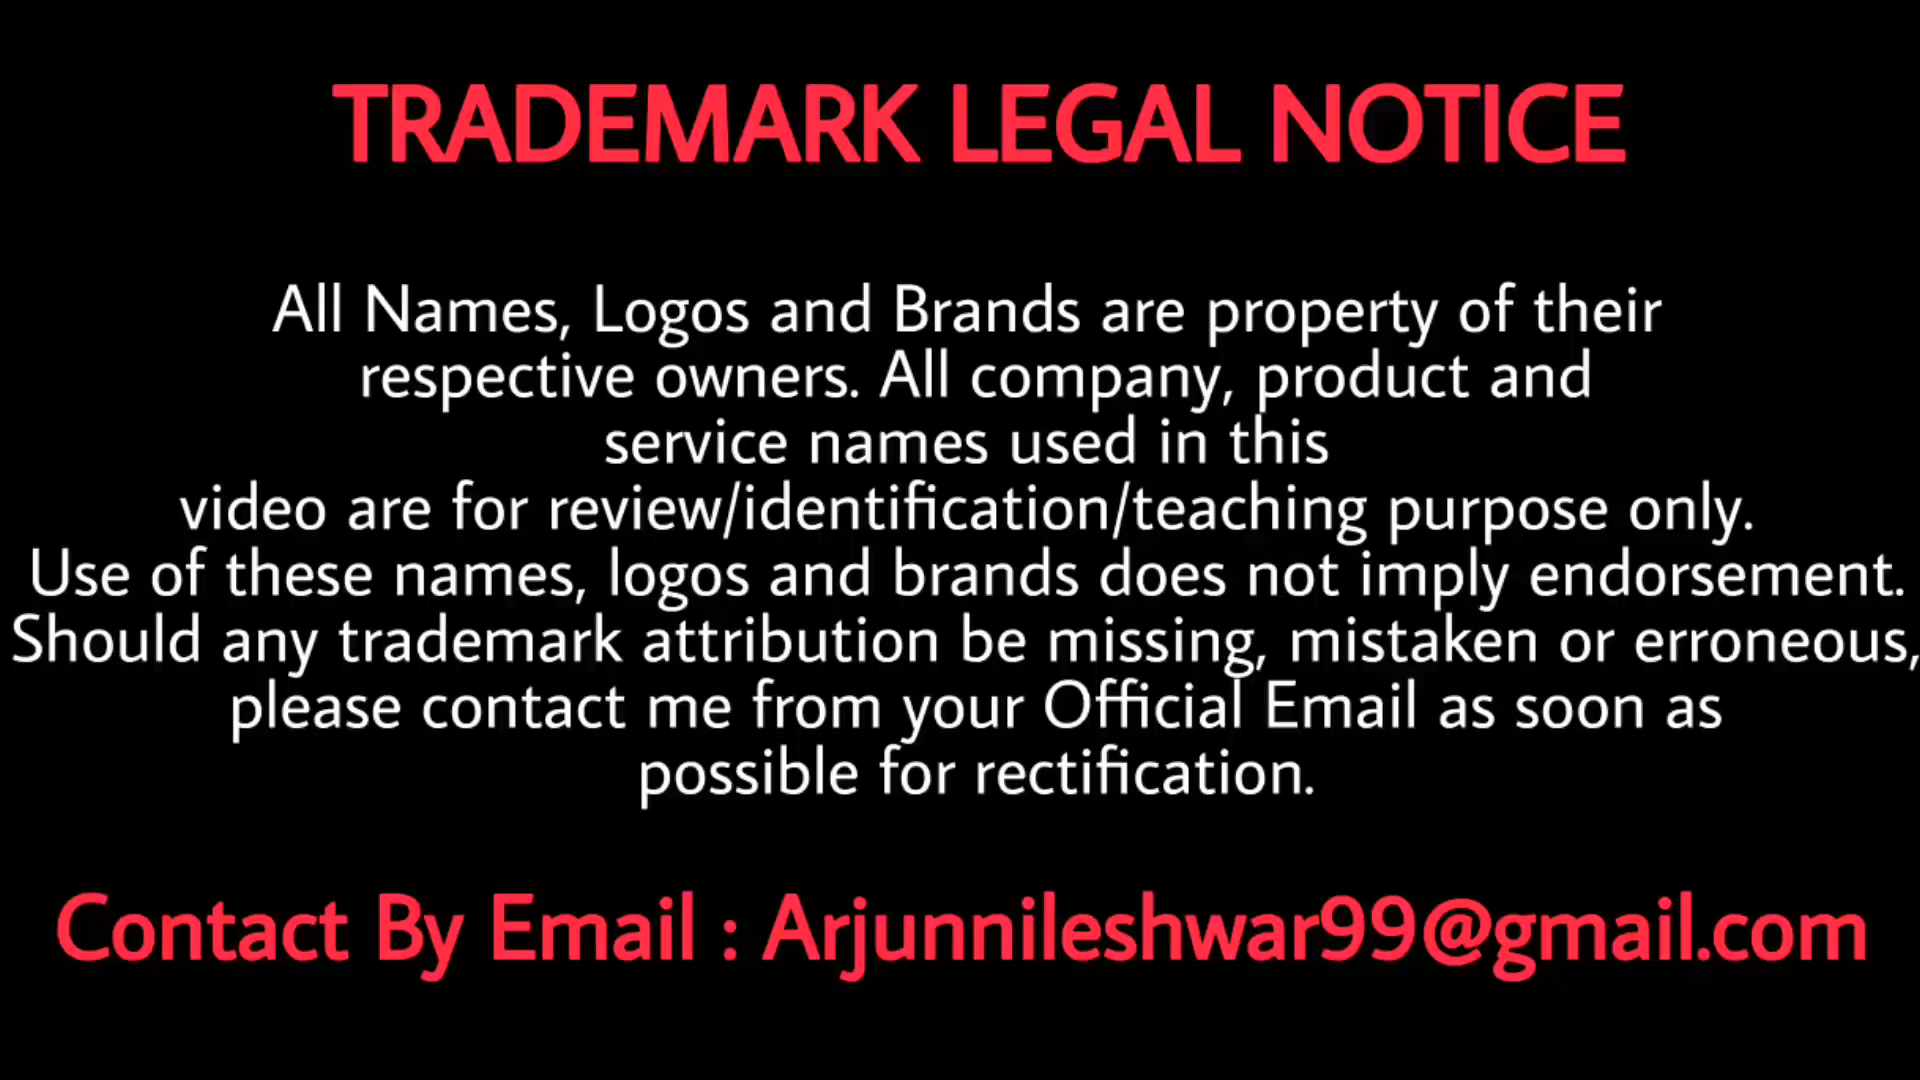 TRADEMARK LEGAL NOTICE
All Names, Logos and Brands are property of their
respective owners. All company, product and
service names used in this
video are for review/identification/teaching purpose only.
Use of these names, logos and brands does not imply endorsement.
Should any trademark attribution be missing, mistaken or erroneous,
please contact me from your Official Email as soon as
possible for rectification.
Contact By Email : Arjunnileshwar99@gmail.com